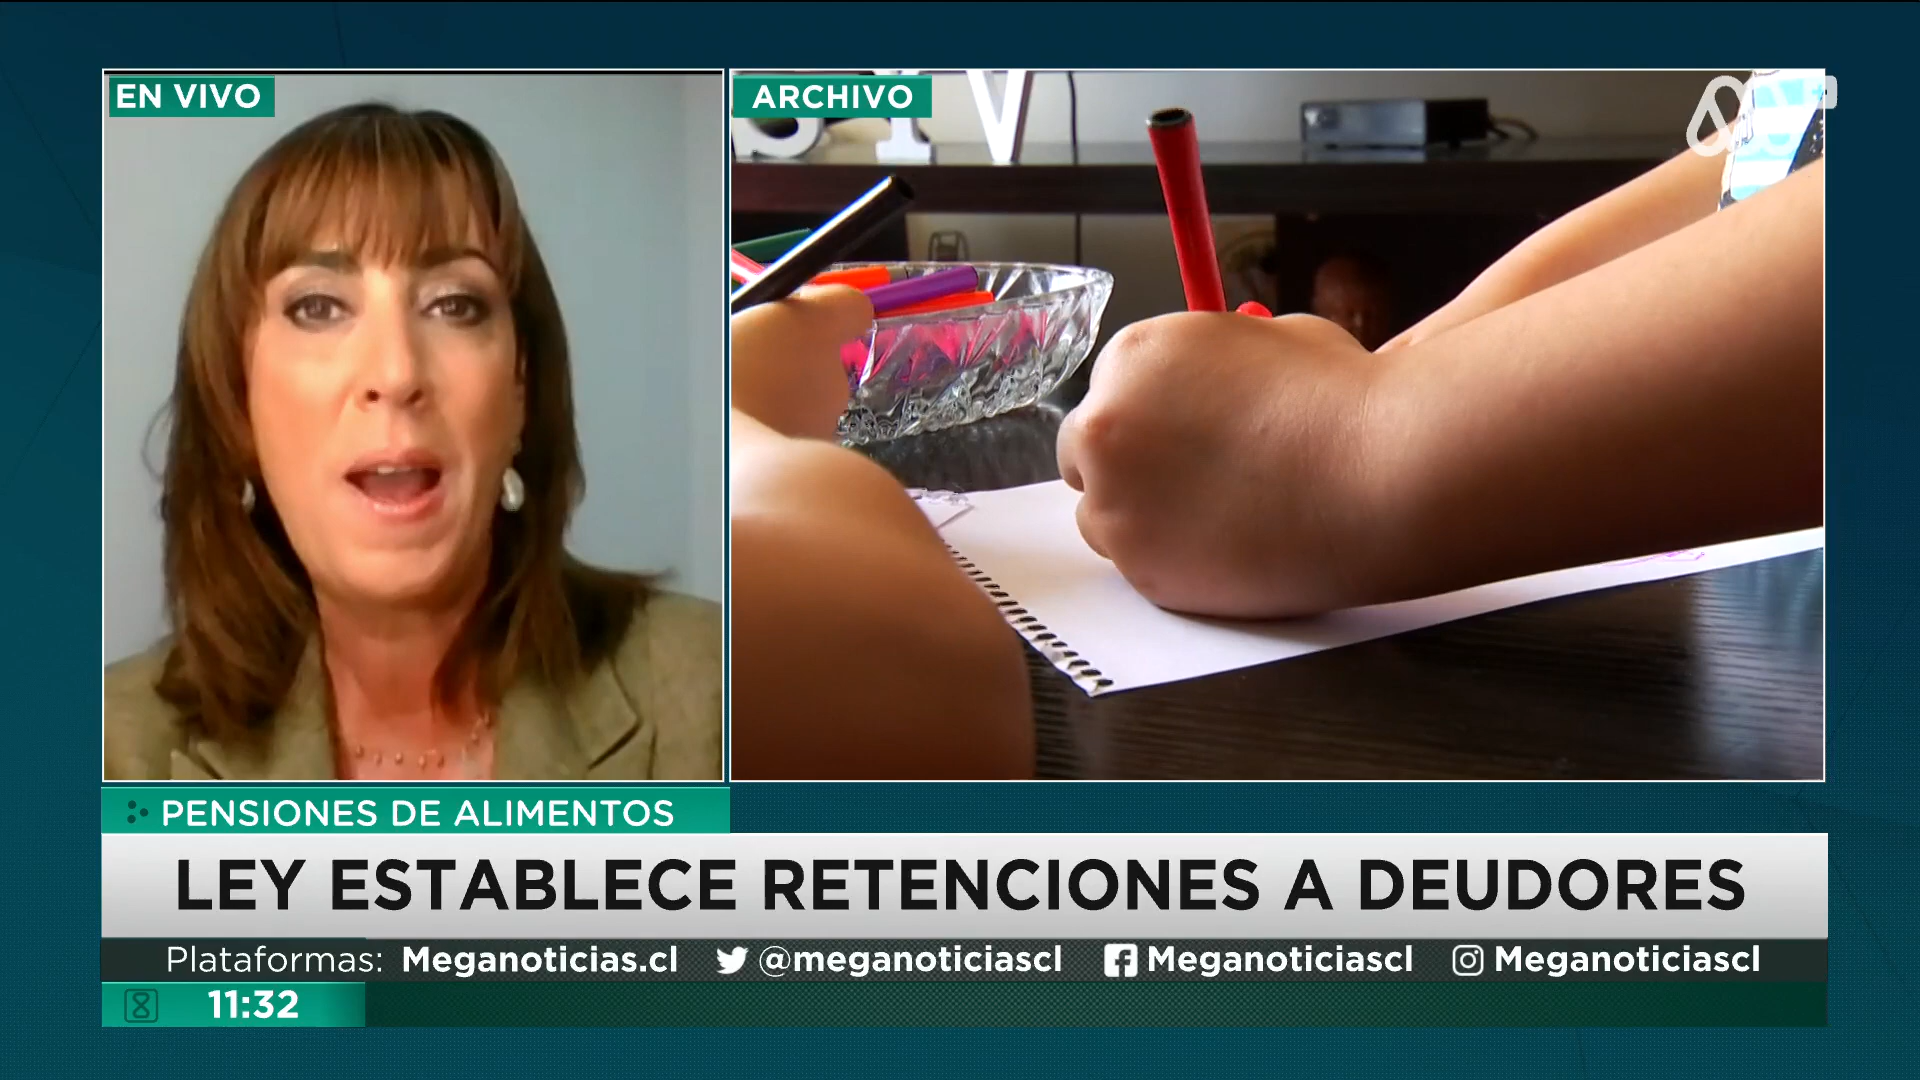 EN VIVO
ARCHIVO
PENSIONES DE ALIMENTOS
LEY ESTABLECE RETENCIONES A DEUDORES
Plataformas: Meganoticias.cl @meganoticiascl Meganoticiascl Meganoticiascl
11:32